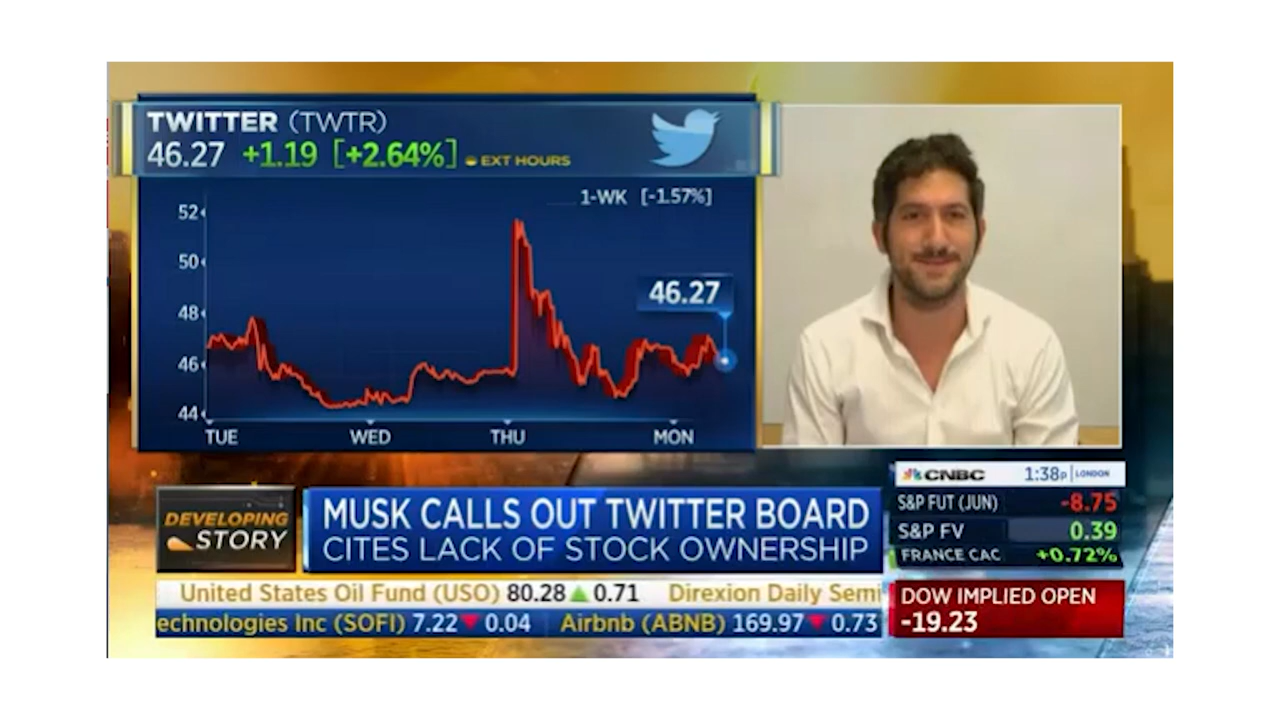 TWITTER (TWTR)
46.27 +1.19 [+2.64%] EXT HOURS
1-WK [-1.57%]
52
50
48
46
44
46.27
TUE WED THU MON
DEVELOPING
STORY
MUSK CALLS OUT TWITTER BOARD
CITES LACK OF STOCK OWNERSHIP
CNBC 1:38p LONDON
S&P FUT (JUN) -8.75
S&P FV 0.39
FRANCE CAC +0.72%
United States Oil Fund (USO) 80.28 ▲ 0.71 Direxion Daily Semi
echnologies Inc (SOFI) 7.22 ▼ 0.04 Airbnb (ABNB) 169.97 ▼ 0.73
DOW IMPLIED OPEN
-19.23